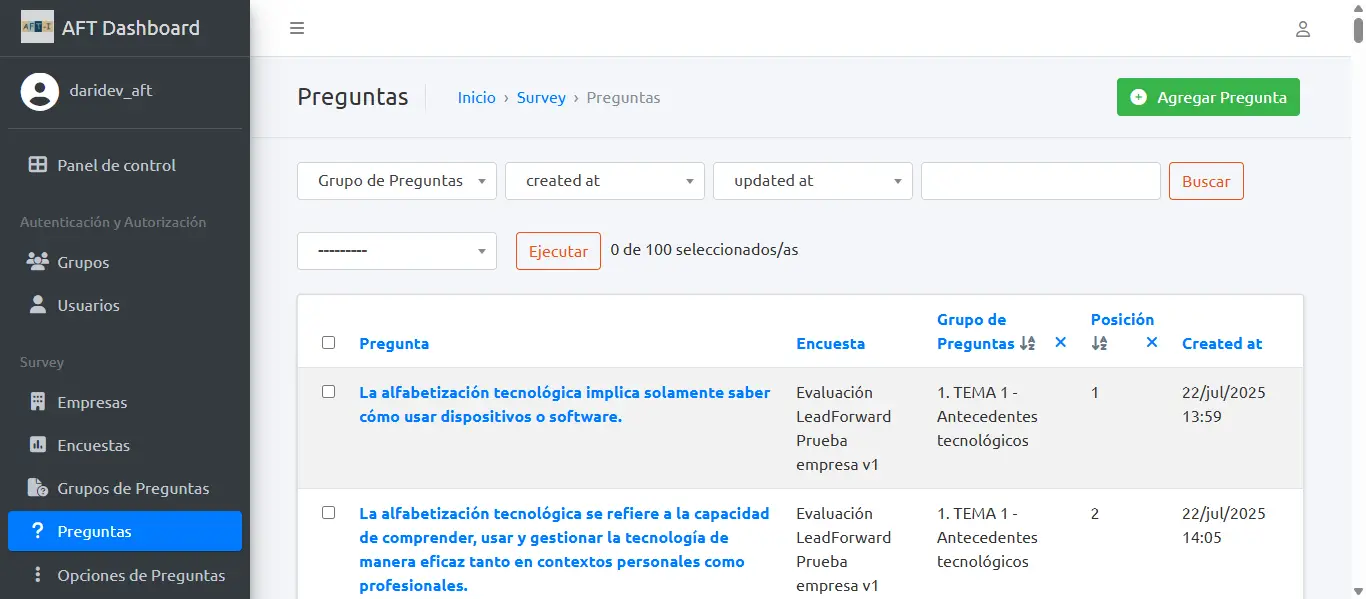 AFT-I
AFT Dashboard
daridev_aft
Panel de control
Autenticación y Autorización
Grupos
Usuarios
Survey
Empresas
Encuestas
Grupos de Preguntas
Preguntas
Opciones de Preguntas
Preguntas
Inicio › Survey › Preguntas
Agregar Pregunta
Grupo de Preguntas
created at
updated at
Buscar
---------
Ejecutar
0 de 100 seleccionados/as
Pregunta
Encuesta
Grupo de
Preguntas
Posición
Created at
La alfabetización tecnológica implica solamente saber
cómo usar dispositivos o software.
Evaluación
LeadForward
Prueba
empresa v1
1. TEMA 1 -
Antecedentes
tecnológicos
1
22/jul/2025
13:59
La alfabetización tecnológica se refiere a la capacidad
de comprender, usar y gestionar la tecnología de
manera eficaz tanto en contextos personales como
profesionales.
Evaluación
LeadForward
Prueba
empresa v1
1. TEMA 1 -
Antecedentes
tecnológicos
2
22/jul/2025
14:05